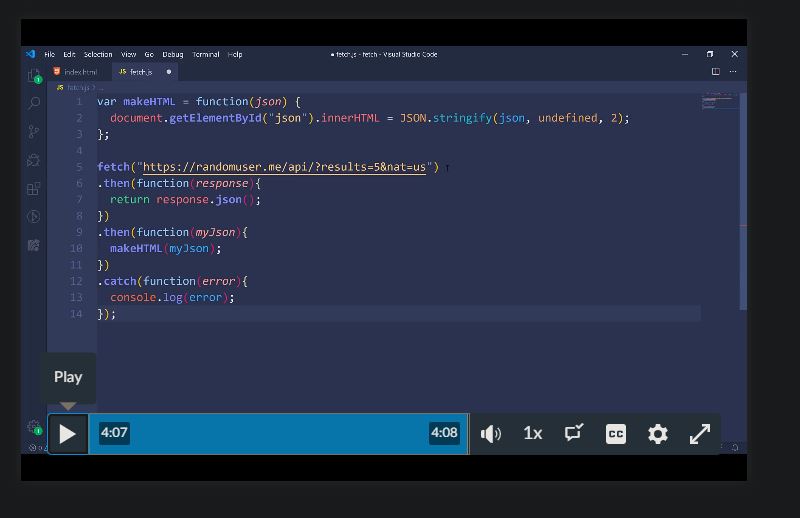 File Edit Selection View Go Debug Terminal Help ● fetch.js - fetch - Visual Studio Code
index.html JS fetch.js ●
JS fetch.js > ...
1 var makeHTML = function(json) {
2 document.getElementById("json").innerHTML = JSON.stringify(json, undefined, 2);
3 };
4
5 fetch("https://randomuser.me/api/?results=5&nat=us")
6 .then(function(response){
7 return response.json();
8 })
9 .then(function(myJson){
10 makeHTML(myJson);
11 })
12 .catch(function(error){
13 console.log(error);
14 });
Play
4:07 4:08 1x CC